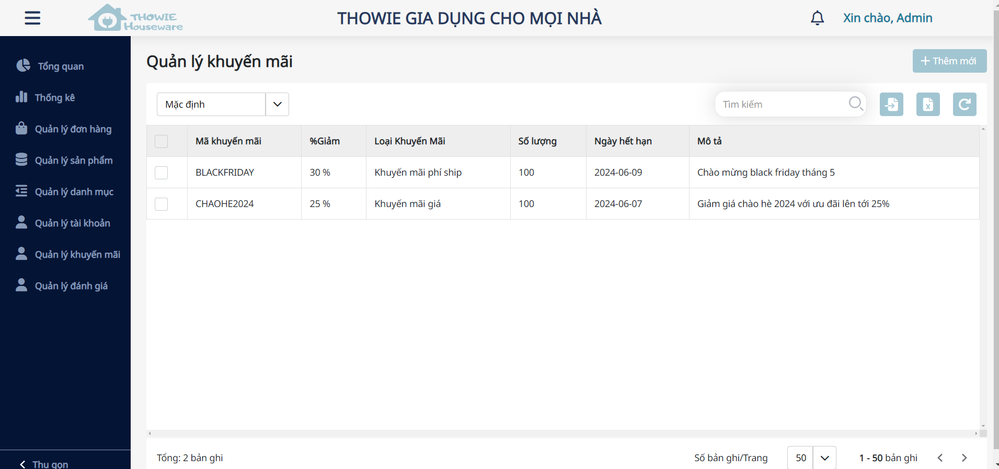 THOWIE
Houseware
THOWIE GIA DỤNG CHO MỌI NHÀ
Xin chào, Admin
Tổng quan
Thống kê
Quản lý đơn hàng
Quản lý sản phẩm
Quản lý danh mục
Quản lý tài khoản
Quản lý khuyến mãi
Quản lý đánh giá
Thu gọn
Quản lý khuyến mãi
Thêm mới
Mặc định
Tìm kiếm
Mã khuyến mãi %Giảm Loại Khuyến Mãi Số lượng Ngày hết hạn Mô tả
BLACKFRIDAY 30 % Khuyến mãi phí ship 100 2024-06-09 Chào mừng black friday tháng 5
CHAOHE2024 25 % Khuyến mãi giá 100 2024-06-07 Giảm giá chào hè 2024 với ưu đãi lên tới 25%
Tổng: 2 bản ghi
Số bản ghi/Trang 50 1 - 50 bản ghi